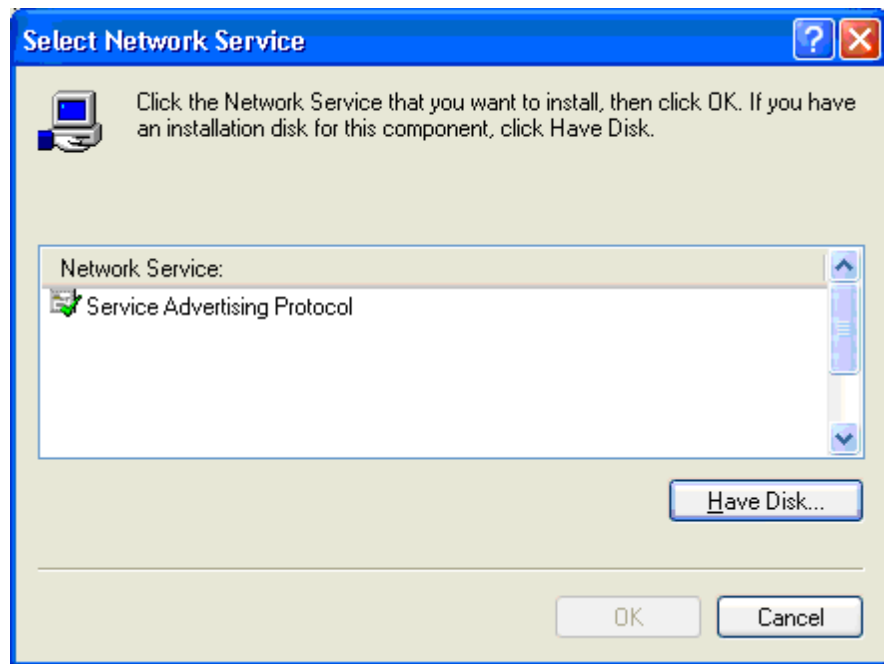 Select Network Service
Click the Network Service that you want to install, then click OK. If you have
an installation disk for this component, click Have Disk.
Network Service:
Service Advertising Protocol
Have Disk...
OK
Cancel